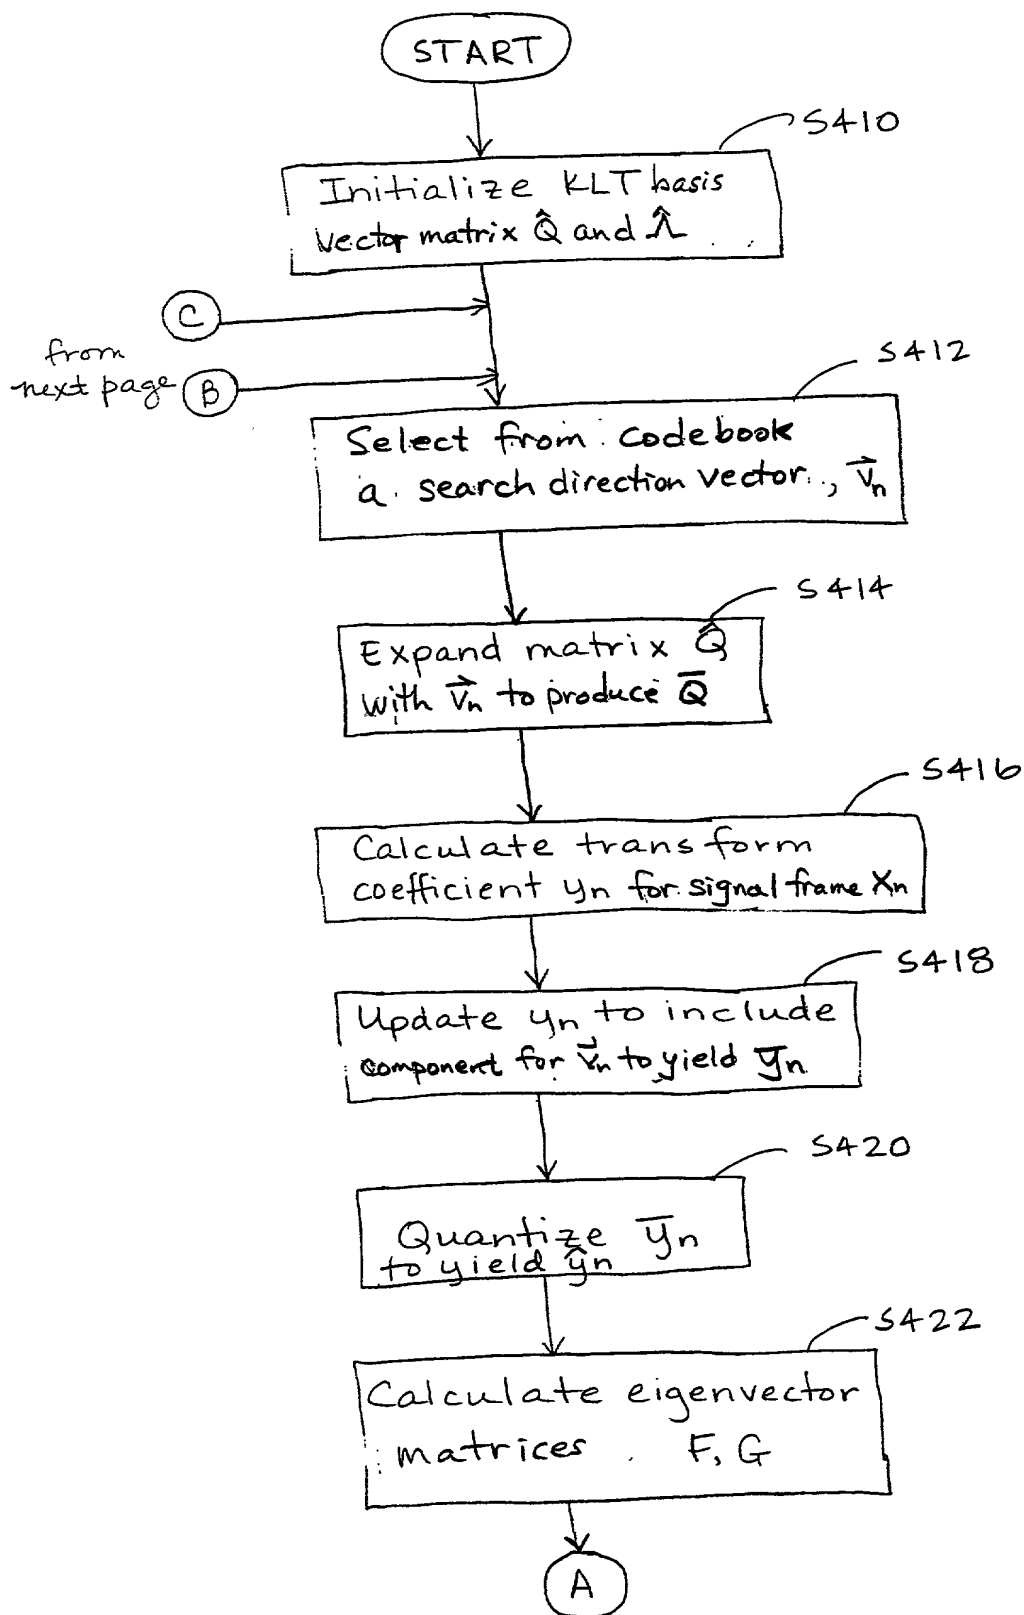 START
S410
Initialize KLT basis
vector matrix Q̂ and Λ̂
C
from
next page
B
S412
Select from codebook
a search direction vector, v⃗n
S414
Expand matrix Q̂
with v⃗n to produce Q̄
S416
Calculate transform
coefficient yn for signal frame Xn
S418
Update yn to include
component for v⃗n to yield ȳn
S420
Quantize ȳn
to yield ŷn
S422
Calculate eigenvector
matrices F, G
A